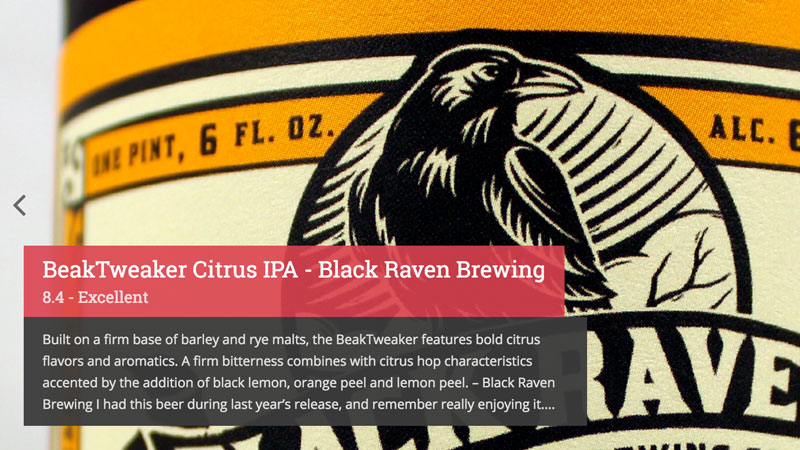 ONE PINT, 6 FL. OZ.
ALC. 6
BeakTweaker Citrus IPA - Black Raven Brewing
8.4 - Excellent
Built on a firm base of barley and rye malts, the BeakTweaker features bold citrus
flavors and aromatics. A firm bitterness combines with citrus hop characteristics
accented by the addition of black lemon, orange peel and lemon peel. – Black Raven
Brewing I had this beer during last year’s release, and remember really enjoying it....
RAVE